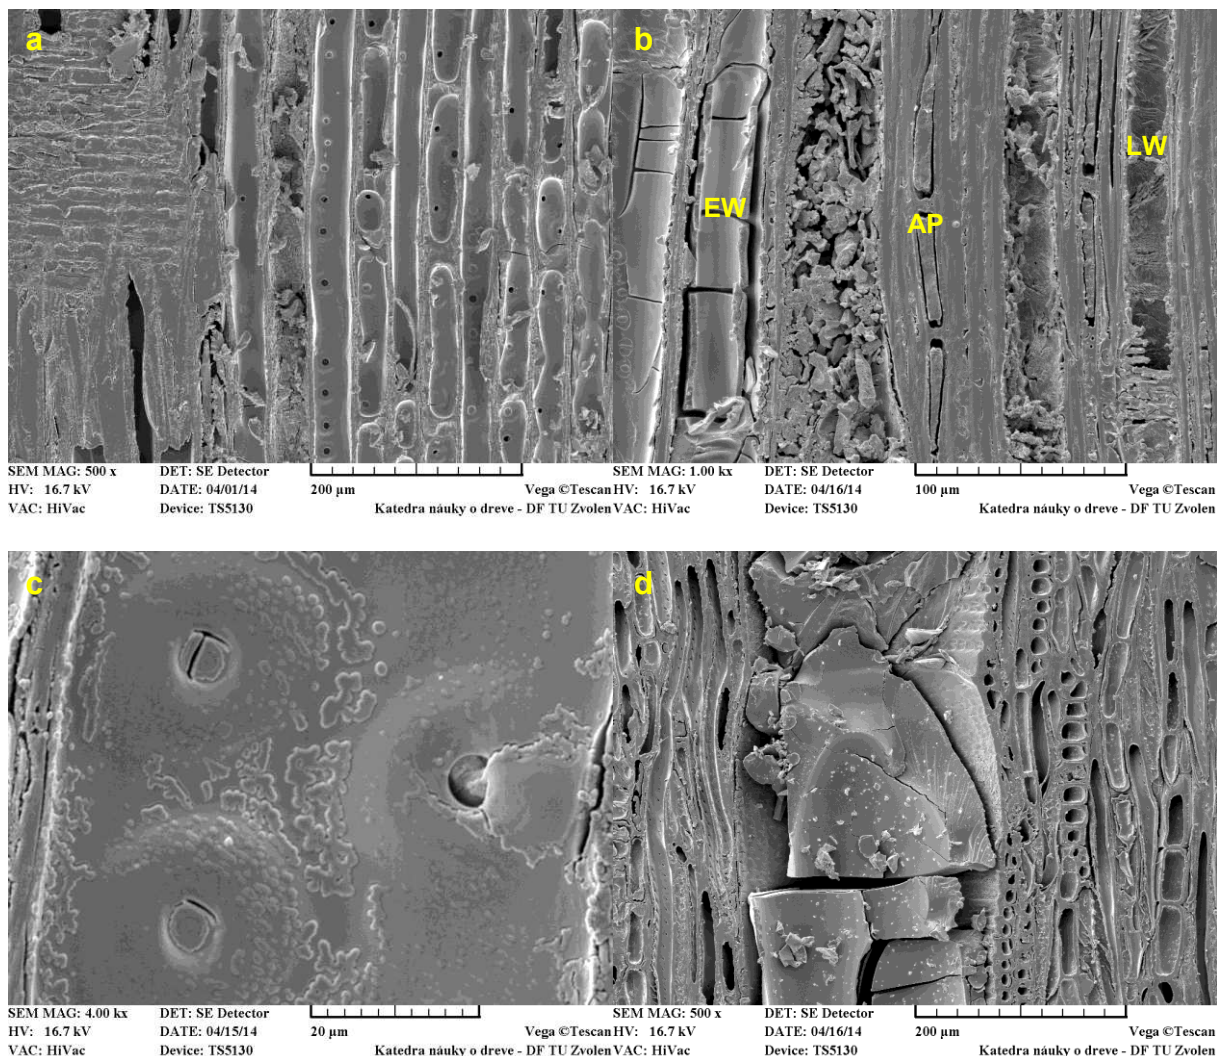 a
b
EW
AP
LW
SEM MAG: 500 x DET: SE Detector
HV: 16.7 kV DATE: 04/01/14 200 µm Vega ©Tescan
VAC: HiVac Device: TS5130 Katedra náuky o dreve - DF TU Zvolen
SEM MAG: 1.00 kx DET: SE Detector
HV: 16.7 kV DATE: 04/16/14 100 µm Vega ©Tescan
VAC: HiVac Device: TS5130 Katedra náuky o dreve - DF TU Zvolen
c
d
SEM MAG: 4.00 kx DET: SE Detector
HV: 16.7 kV DATE: 04/15/14 20 µm Vega ©Tescan
VAC: HiVac Device: TS5130 Katedra náuky o dreve - DF TU Zvolen
SEM MAG: 500 x DET: SE Detector
HV: 16.7 kV DATE: 04/16/14 200 µm Vega ©Tescan
VAC: HiVac Device: TS5130 Katedra náuky o dreve - DF TU Zvolen